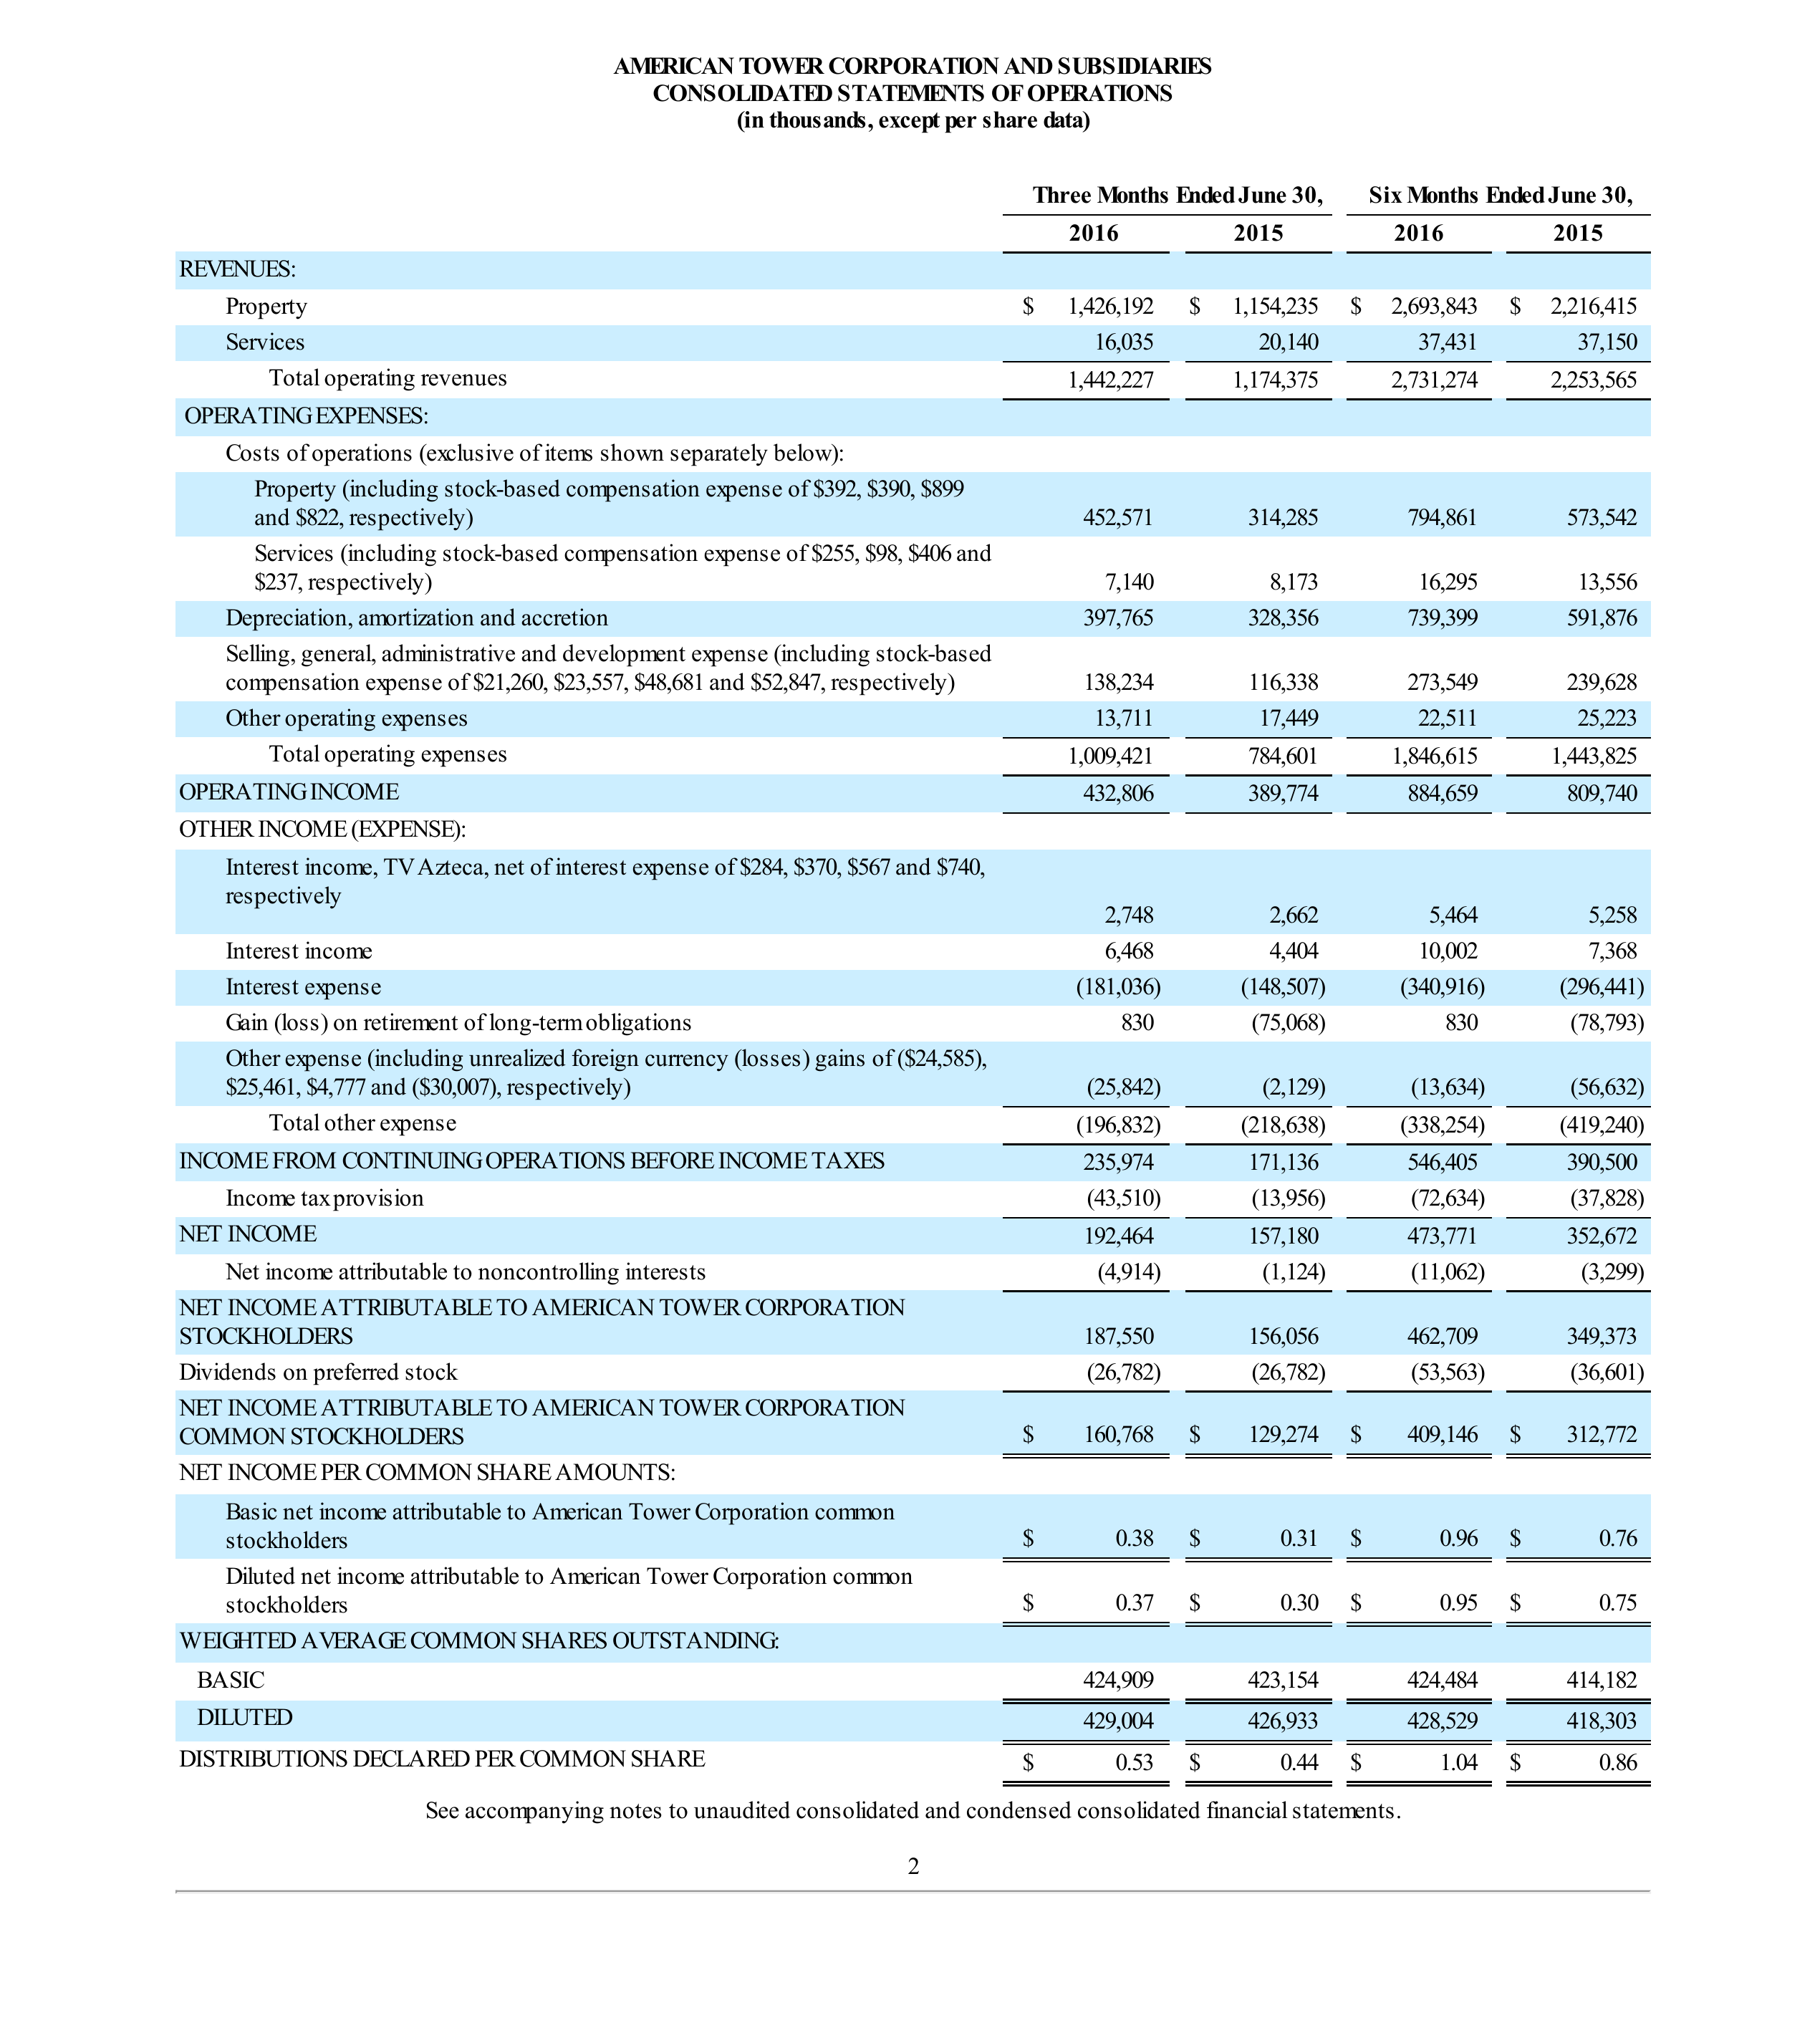 AMERICAN TOWER CORPORATION AND SUBSIDIARIES
CONSOLIDATED STATEMENTS OF OPERATIONS
(in thousands, except per share data)
Three Months Ended June 30, Six Months Ended June 30,
2016 2015 2016 2015
REVENUES:
Property $ 1,426,192 $ 1,154,235 $ 2,693,843 $ 2,216,415
Services 16,035 20,140 37,431 37,150
Total operating revenues 1,442,227 1,174,375 2,731,274 2,253,565
OPERATING EXPENSES:
Costs of operations (exclusive of items shown separately below):
Property (including stock-based compensation expense of $392, $390, $899
and $822, respectively) 452,571 314,285 794,861 573,542
Services (including stock-based compensation expense of $255, $98, $406 and
$237, respectively) 7,140 8,173 16,295 13,556
Depreciation, amortization and accretion 397,765 328,356 739,399 591,876
Selling, general, administrative and development expense (including stock-based
compensation expense of $21,260, $23,557, $48,681 and $52,847, respectively) 138,234 116,338 273,549 239,628
Other operating expenses 13,711 17,449 22,511 25,223
Total operating expenses 1,009,421 784,601 1,846,615 1,443,825
OPERATING INCOME 432,806 389,774 884,659 809,740
OTHER INCOME (EXPENSE):
Interest income, TV Azteca, net of interest expense of $284, $370, $567 and $740,
respectively
2,748 2,662 5,464 5,258
Interest income 6,468 4,404 10,002 7,368
Interest expense (181,036) (148,507) (340,916) (296,441)
Gain (loss) on retirement of long-term obligations 830 (75,068) 830 (78,793)
Other expense (including unrealized foreign currency (losses) gains of ($24,585),
$25,461, $4,777 and ($30,007), respectively) (25,842) (2,129) (13,634) (56,632)
Total other expense (196,832) (218,638) (338,254) (419,240)
INCOME FROM CONTINUING OPERATIONS BEFORE INCOME TAXES 235,974 171,136 546,405 390,500
Income tax provision (43,510) (13,956) (72,634) (37,828)
NET INCOME 192,464 157,180 473,771 352,672
Net income attributable to noncontrolling interests (4,914) (1,124) (11,062) (3,299)
NET INCOME ATTRIBUTABLE TO AMERICAN TOWER CORPORATION
STOCKHOLDERS 187,550 156,056 462,709 349,373
Dividends on preferred stock (26,782) (26,782) (53,563) (36,601)
NET INCOME ATTRIBUTABLE TO AMERICAN TOWER CORPORATION
COMMON STOCKHOLDERS $ 160,768 $ 129,274 $ 409,146 $ 312,772
NET INCOME PER COMMON SHARE AMOUNTS:
Basic net income attributable to American Tower Corporation common
stockholders $ 0.38 $ 0.31 $ 0.96 $ 0.76
Diluted net income attributable to American Tower Corporation common
stockholders $ 0.37 $ 0.30 $ 0.95 $ 0.75
WEIGHTED AVERAGE COMMON SHARES OUTSTANDING:
BASIC 424,909 423,154 424,484 414,182
DILUTED 429,004 426,933 428,529 418,303
DISTRIBUTIONS DECLARED PER COMMON SHARE $ 0.53 $ 0.44 $ 1.04 $ 0.86
See accompanying notes to unaudited consolidated and condensed consolidated financial statements.
2